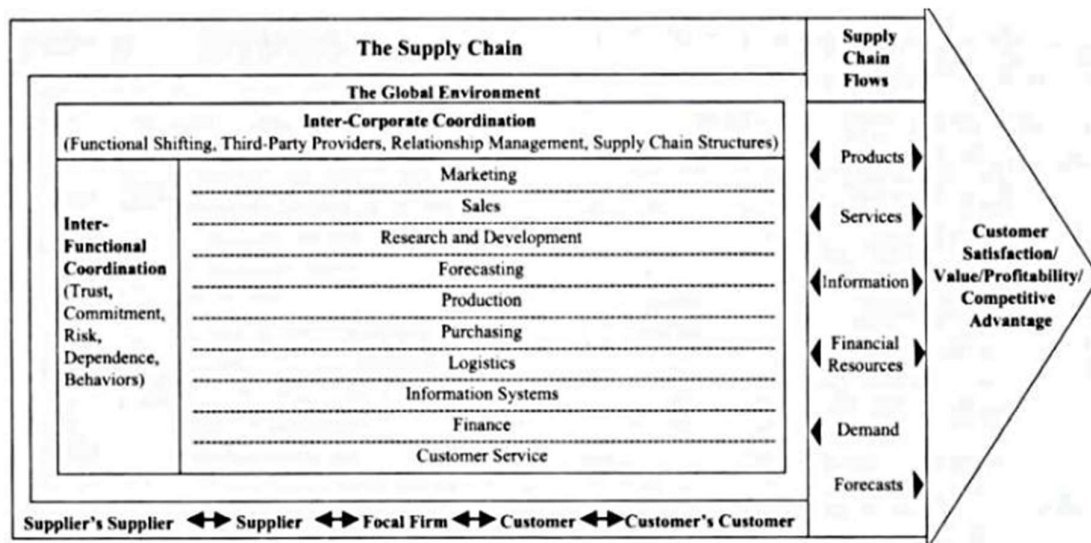 The Supply Chain
Supply
Chain
Flows
The Global Environment
Inter-Corporate Coordination
(Functional Shifting, Third-Party Providers, Relationship Management, Supply Chain Structures)
Inter-
Functional
Coordination
(Trust,
Commitment,
Risk,
Dependence,
Behaviors)
Marketing
Sales
Research and Development
Forecasting
Production
Purchasing
Logistics
Information Systems
Finance
Customer Service
Products
Services
Information
Financial
Resources
Demand
Forecasts
Customer
Satisfaction/
Value/Profitability/
Competitive
Advantage
Supplier's Supplier Supplier Focal Firm Customer Customer's Customer